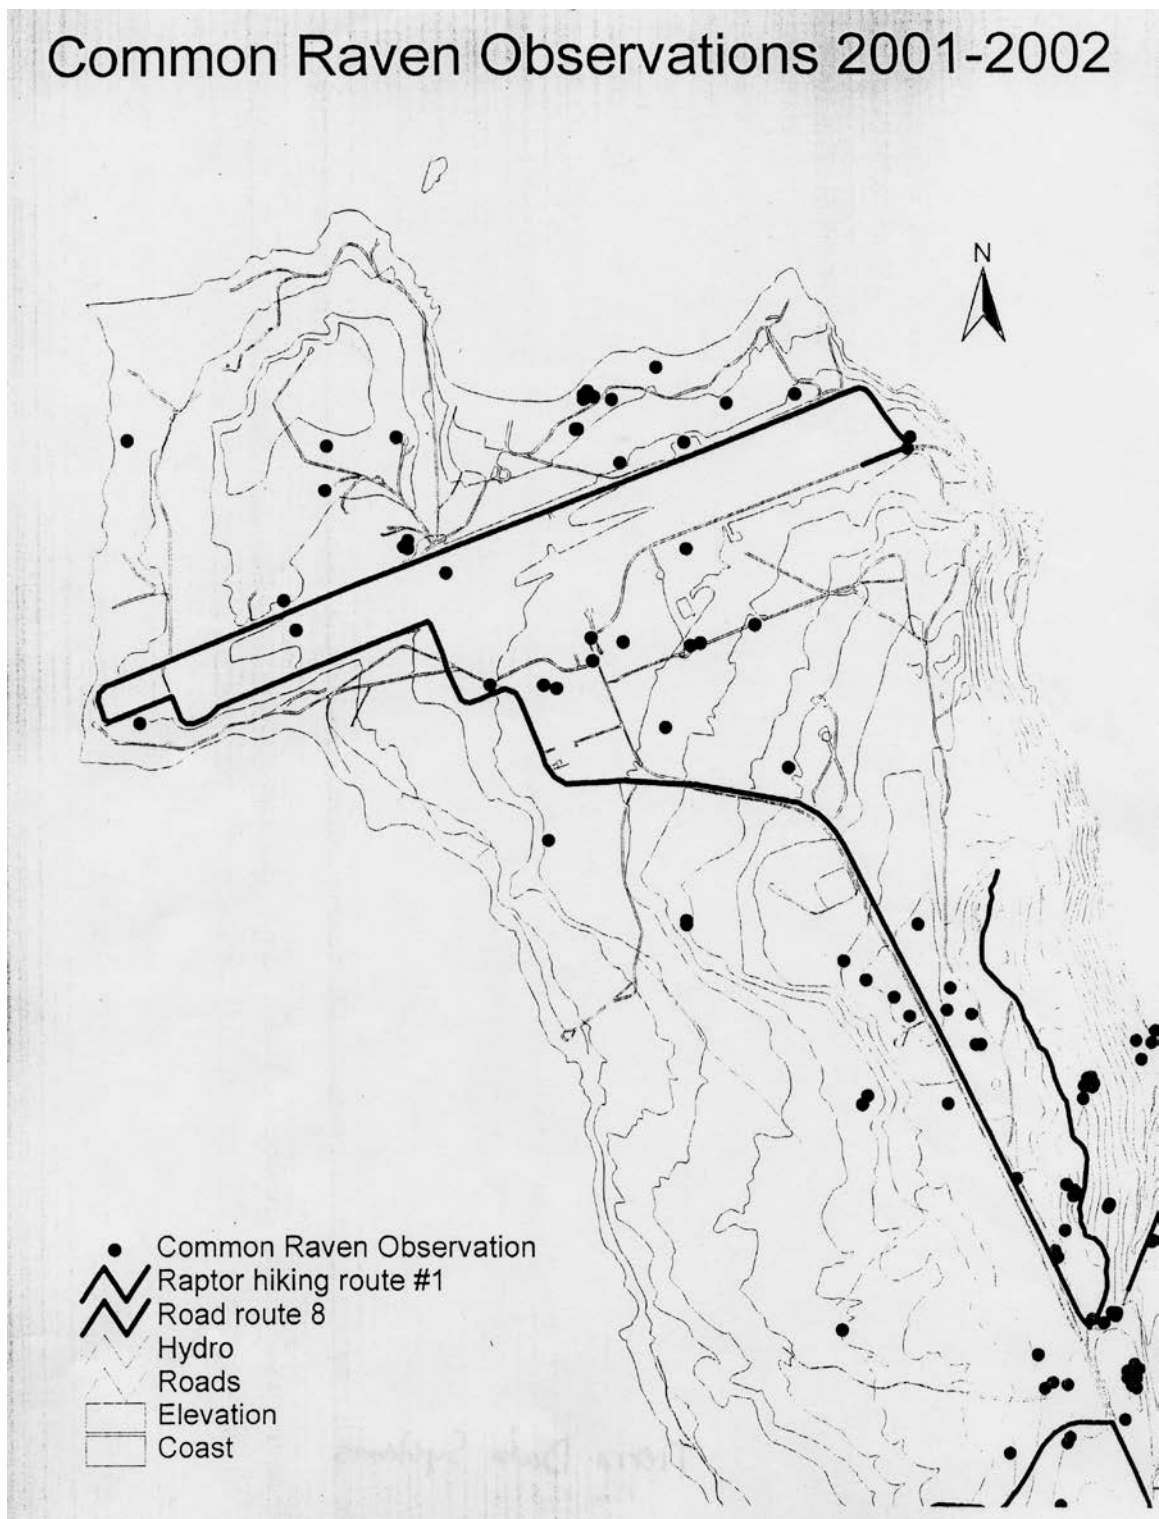 Common Raven Observations 2001-2002
N
Common Raven Observation
Raptor hiking route #1
Road route 8
Hydro
Roads
Elevation
Coast